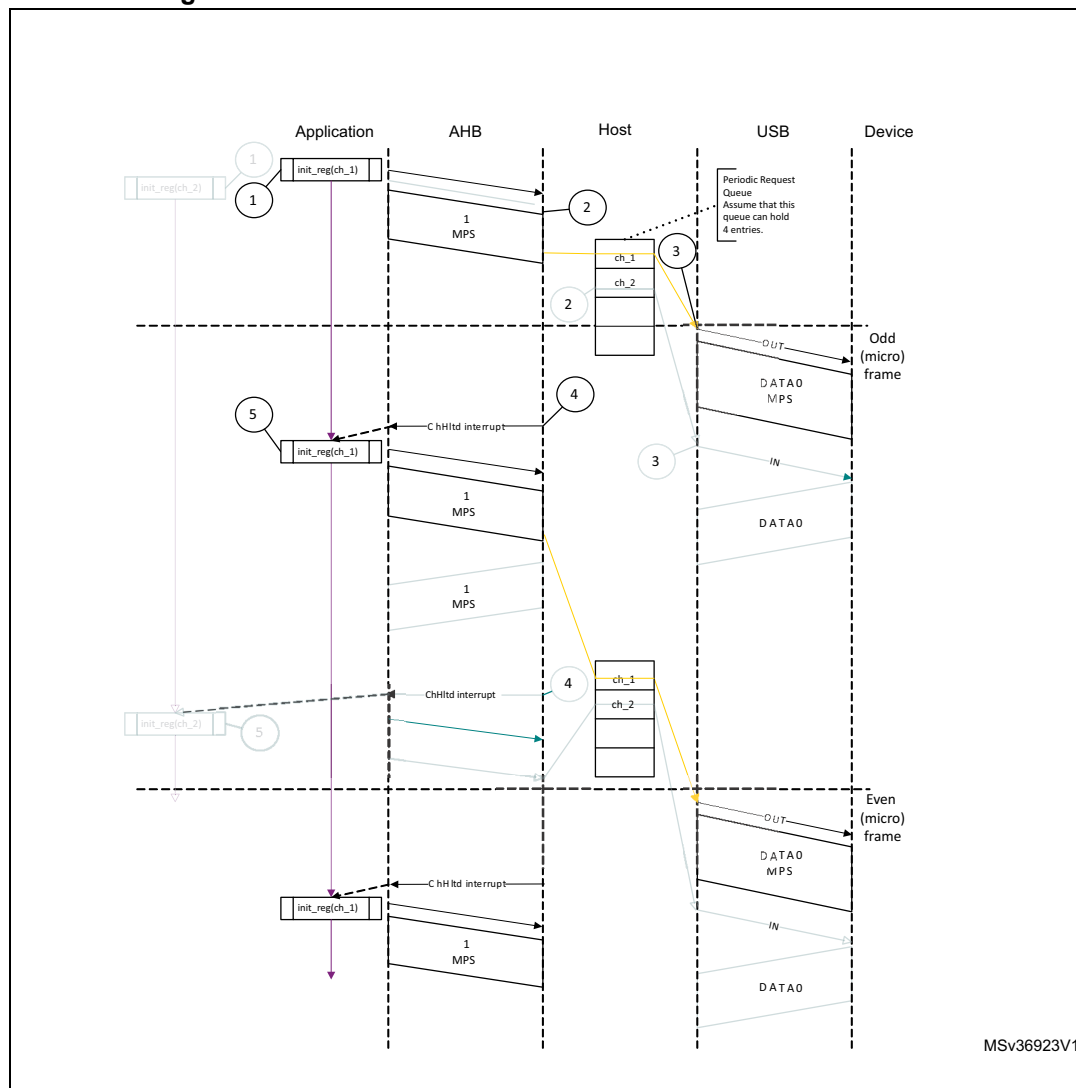 Application
AHB
Host
USB
Device
1
init_reg(ch_1)
init_reg(ch_2)
1
2
1
MPS
Periodic Request
Queue
Assume that this
queue can hold
4 entries.
3
ch_1
ch_2
2
Odd
(micro)
frame
OUT
DATA0
MPS
4
5
ChHltd interrupt
init_reg(ch_1)
3
IN
1
MPS
DATA0
1
MPS
4
ch_1
ChHltd interrupt
ch_2
init_reg(ch_2)
5
Even
(micro)
frame
OUT
DATA0
MPS
ChHltd interrupt
init_reg(ch_1)
IN
1
MPS
DATA0
MSv36923V1